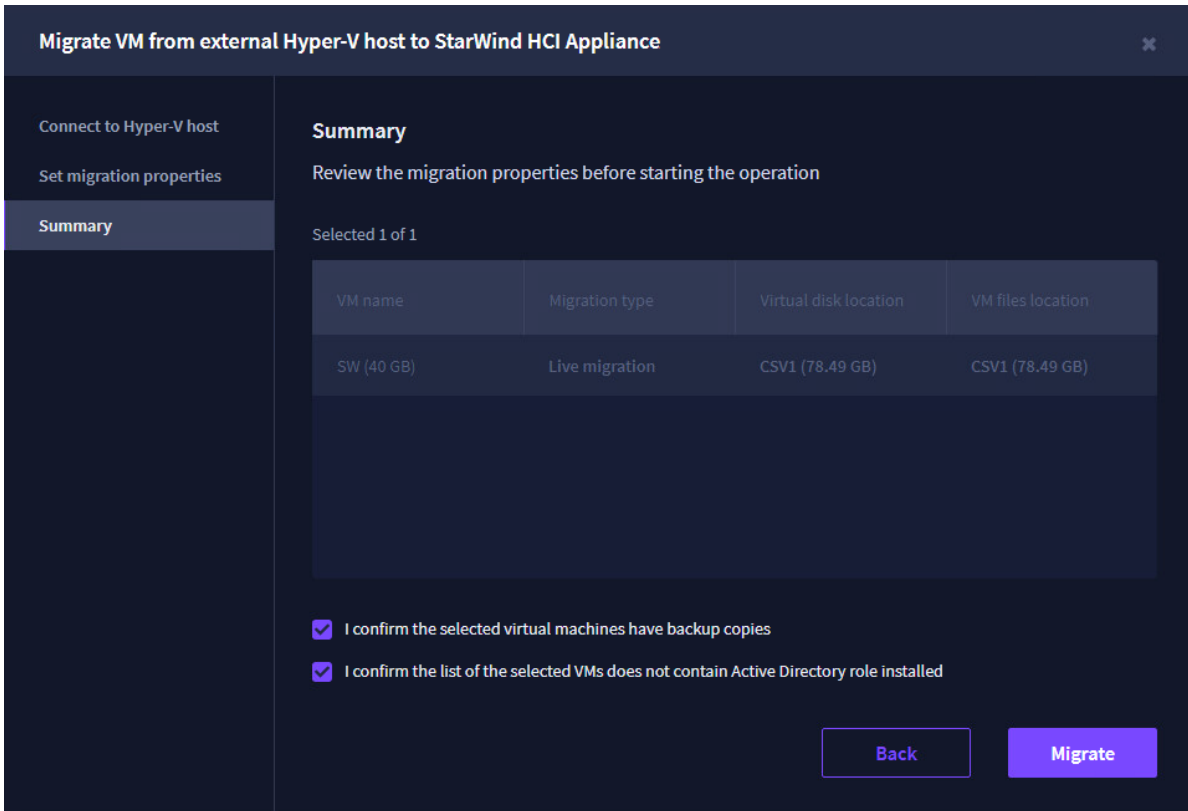 Migrate VM from external Hyper-V host to StarWind HCI Appliance
Connect to Hyper-V host
Set migration properties
Summary
Summary
Review the migration properties before starting the operation
Selected 1 of 1
VM name Migration type Virtual disk location VM files location
SW (40 GB) Live migration CSV1 (78.49 GB) CSV1 (78.49 GB)
I confirm the selected virtual machines have backup copies
I confirm the list of the selected VMs does not contain Active Directory role installed
Back Migrate